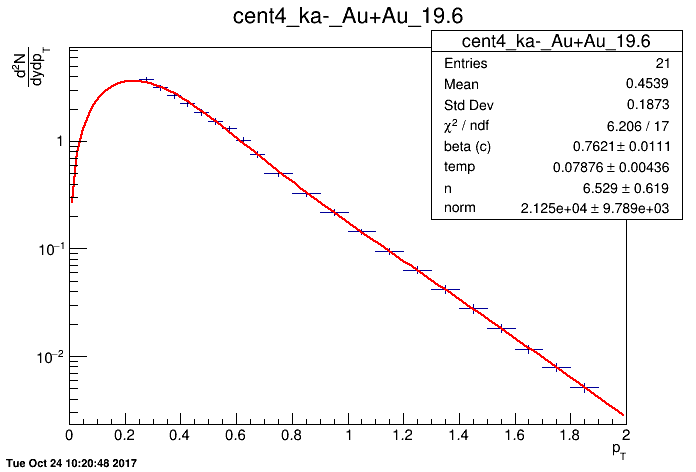 cent4_ka-_Au+Au_19.6
cent4_ka-_Au+Au_19.6
Entries 21
Mean 0.4539
Std Dev 0.1873
χ² / ndf 6.206 / 17
beta (c) 0.7621 ± 0.0111
temp 0.07876 ± 0.00436
n 6.529 ± 0.619
norm 2.125e+04 ± 9.789e+03
d²N
dydp_T
1
10⁻¹
10⁻²
0 0.2 0.4 0.6 0.8 1 1.2 1.4 1.6 1.8 2
p_T
Tue Oct 24 10:20:48 2017